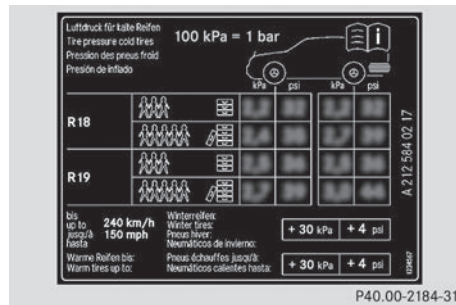 Luftdruck für kalte Reifen
Tire pressure cold tires
Pression des pneus froid
Presión de inflado
100 kPa = 1 bar
i
kPa psi kPa psi
R18
R19
bis
up to
jusqu'à
hasta
240 km/h
150 mph
Winterreifen:
Winter tires:
Pneus hiver:
Neumáticos de invierno:
+ 30 kPa + 4 psi
Warme Reifen bis:
Warm tires up to:
Pneus échauffes jusqu'à:
Neumáticos calientes hasta:
+ 30 kPa + 4 psi
A 212 584 02 17
1234567
P40.00-2184-31